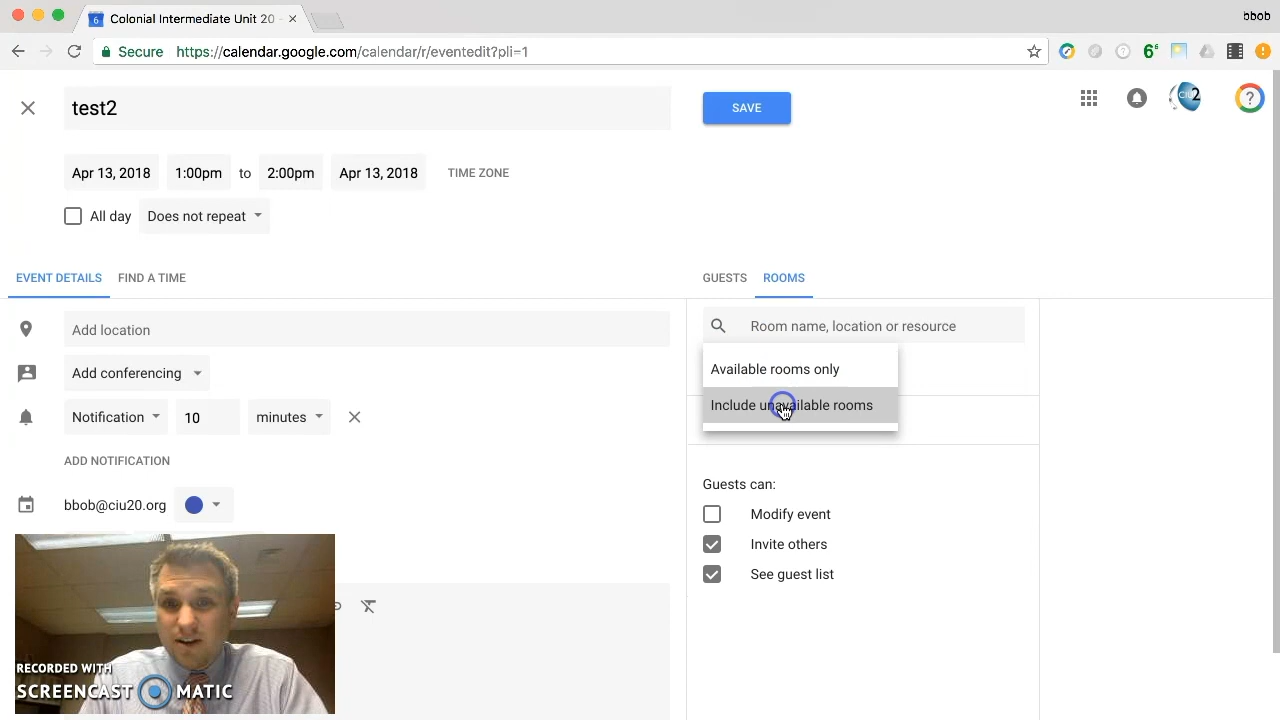 bbob
Colonial Intermediate Unit 20 -
Secure https://calendar.google.com/calendar/r/eventedit?pli=1
test2
SAVE
Apr 13, 2018 1:00pm to 2:00pm Apr 13, 2018 TIME ZONE
All day Does not repeat
EVENT DETAILS FIND A TIME
GUESTS ROOMS
Add location
Room name, location or resource
Add conferencing
Available rooms only
Include unavailable rooms
Notification 10 minutes
ADD NOTIFICATION
bbob@ciu20.org
Guests can:
Modify event
Invite others
See guest list
RECORDED WITH
SCREENCAST MATIC